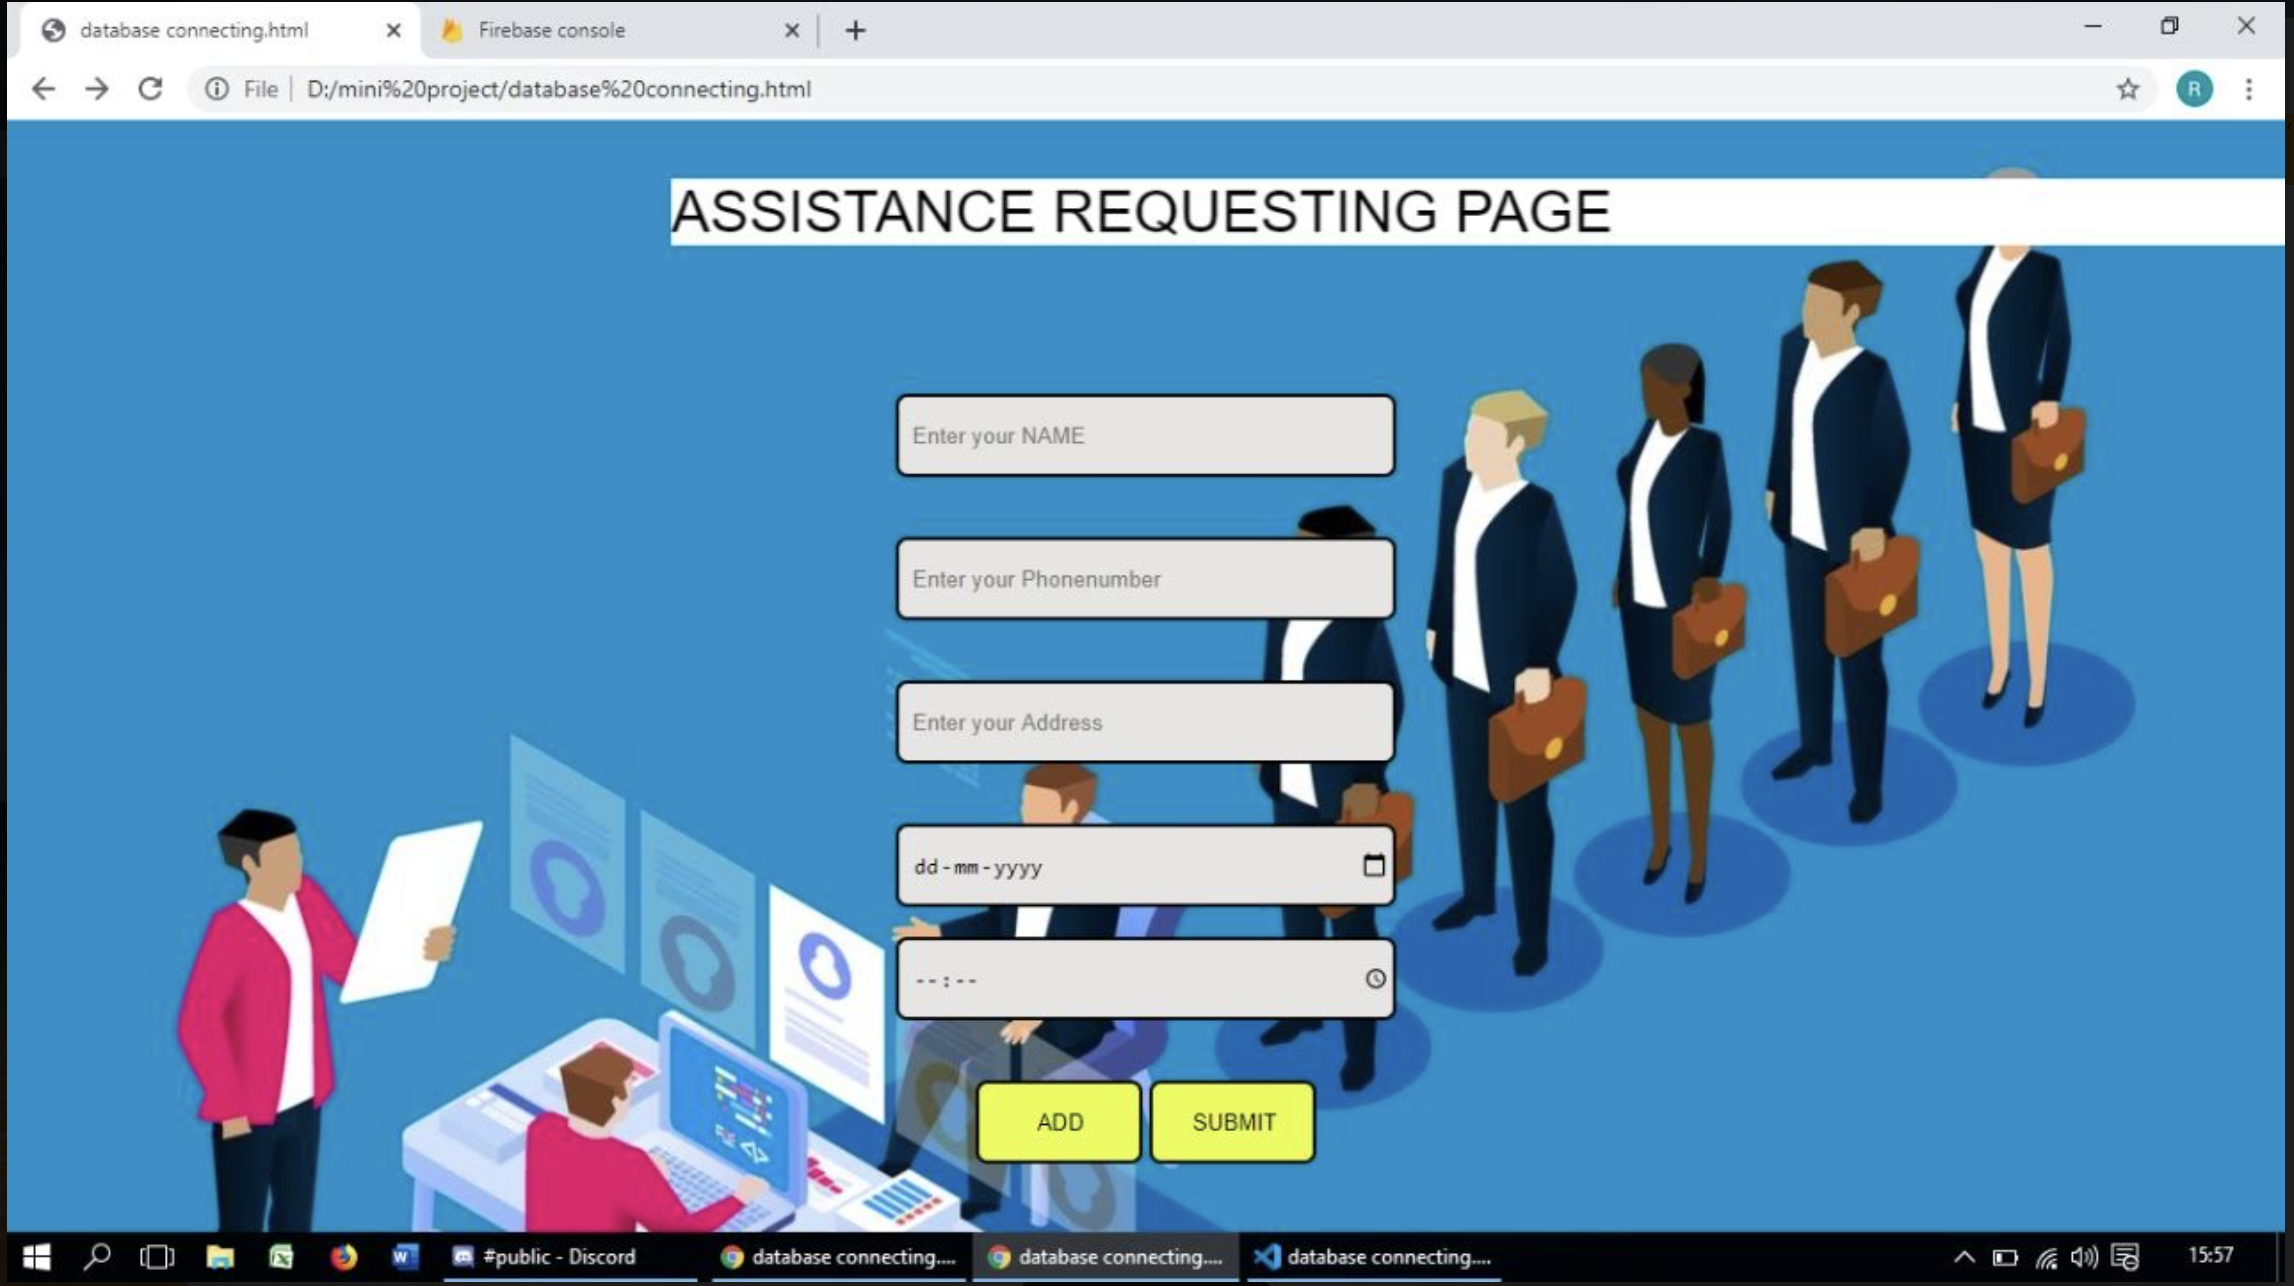 database connecting.html
Firebase console
File D:/mini%20project/database%20connecting.html
R
ASSISTANCE REQUESTING PAGE
Enter your NAME
Enter your Phonenumber
Enter your Address
dd-mm-yyyy
--:--
ADD SUBMIT
#public - Discord database connecting.... database connecting.... database connecting.... 15:57